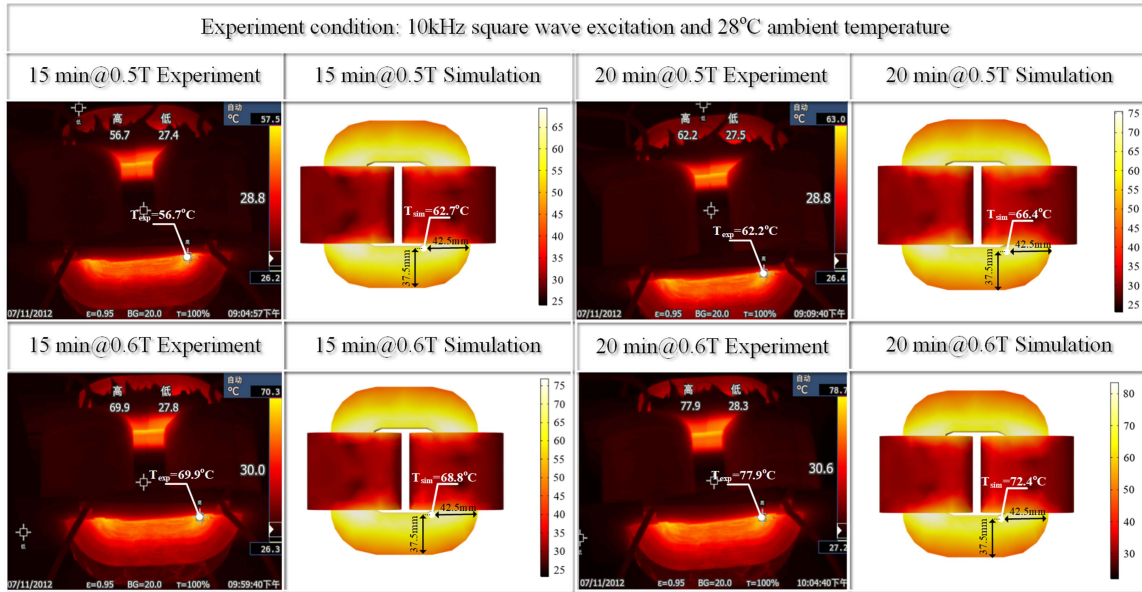 Experiment condition: 10kHz square wave excitation and 28°C ambient temperature
15 min@0.5T Experiment
15 min@0.5T Simulation
20 min@0.5T Experiment
20 min@0.5T Simulation
自动
℃
57.5
高 低
56.7 27.4
28.8
Texp=56.7°C
26.2
07/11/2012 ε=0.95 BG=20.0 τ=100% 09:04:57下午
Tsim=62.7°C
42.5mm
37.5mm
65
60
55
50
45
40
35
30
25
自动
℃
63.0
高 低
62.2 27.5
28.8
Texp=62.2°C
26.4
07/11/2012 ε=0.95 BG=20.0 τ=100% 09:09:40下午
Tsim=66.4°C
42.5mm
37.5mm
75
70
65
60
55
50
45
40
35
30
25
15 min@0.6T Experiment
15 min@0.6T Simulation
20 min@0.6T Experiment
20 min@0.6T Simulation
自动
℃
70.3
高 低
69.9 27.8
30.0
Texp=69.9°C
26.3
07/11/2012 ε=0.95 BG=20.0 τ=100% 09:59:40下午
Tsim=68.8°C
42.5mm
37.5mm
75
70
65
60
55
50
45
40
35
30
25
自动
℃
78.7
高 低
77.9 28.3
30.6
Texp=77.9°C
27.2
07/11/2012 ε=0.95 BG=20.0 τ=100% 10:04:40下午
Tsim=72.4°C
42.5mm
37.5mm
80
70
60
50
40
30